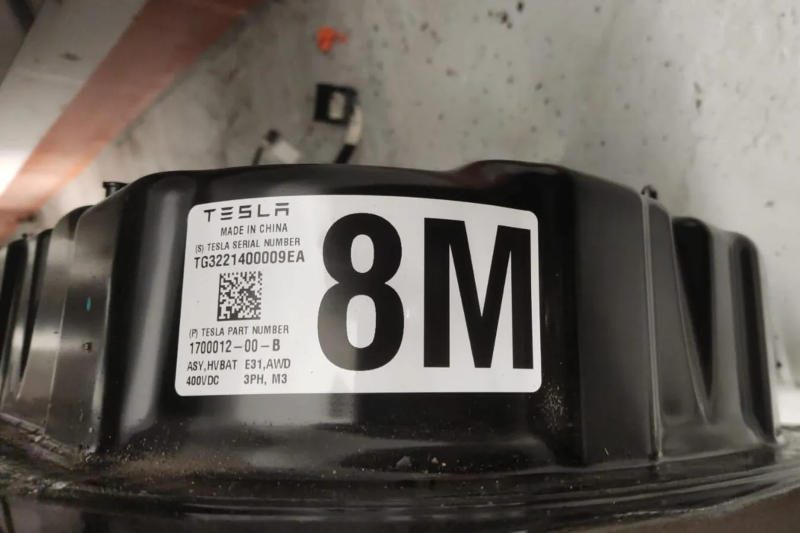 TESLA
MADE IN CHINA
(S) TESLA SERIAL NUMBER
TG3221400009EA
(P) TESLA PART NUMBER
1700012-00-B
ASY,HVBAT E31,AWD
400VDC 3PH, M3
8M